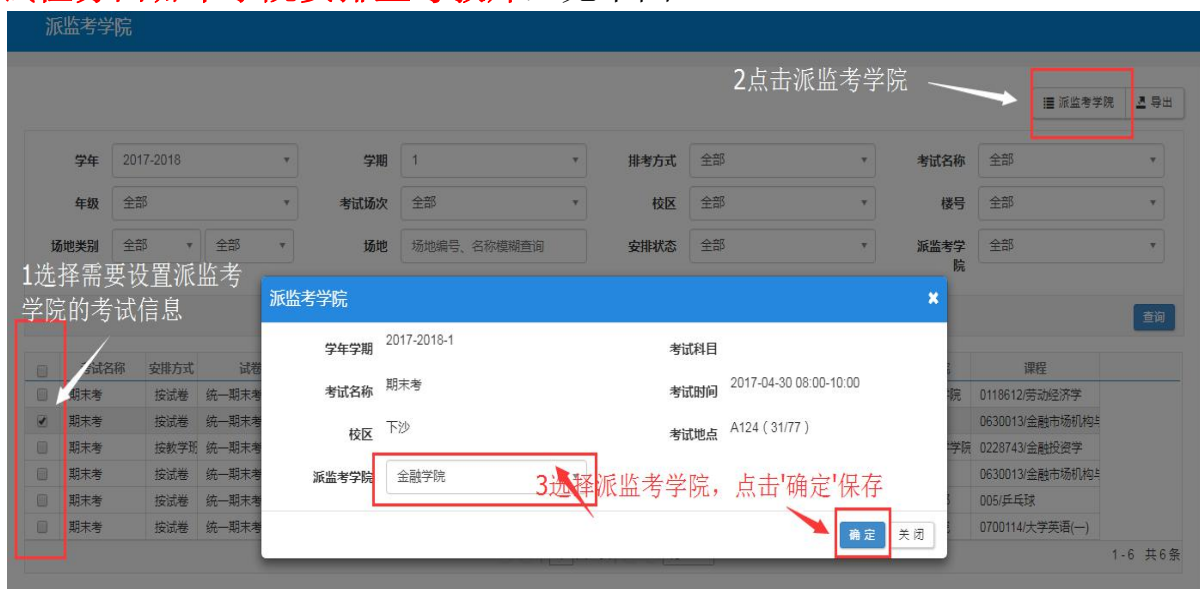 派监考学院
2点击派监考学院
派监考学院 导出
学年 2017-2018 学期 1 排考方式 全部 考试名称 全部
年级 全部 考试场次 全部 校区 全部 楼号 全部
场地类别 全部 全部 场地 场地编号、名称模糊查询 安排状态 全部 派监考学院 全部
1选择需要设置派监考
学院的考试信息
查询
派监考学院 ×
学年学期 2017-2018-1 考试科目
考试名称 期末考 考试时间 2017-04-30 08:00-10:00
校区 下沙 考试地点 A124 ( 31/77 )
派监考学院 金融学院
3选择派监考学院，点击'确定'保存
确定 关闭
考试名称 安排方式 试卷 课程
期末考 按试卷 统一期末考 院 0118612/劳动经济学
期末考 按试卷 统一期末考 0630013/金融市场机构与
期末考 按教学班 统一期末考 学院 0228743/金融投资学
期末考 按试卷 统一期末考 0630013/金融市场机构与
期末考 按试卷 统一期末考 005/乒乓球
期末考 按试卷 统一期末考 0700114/大学英语(一)
1-6 共6条